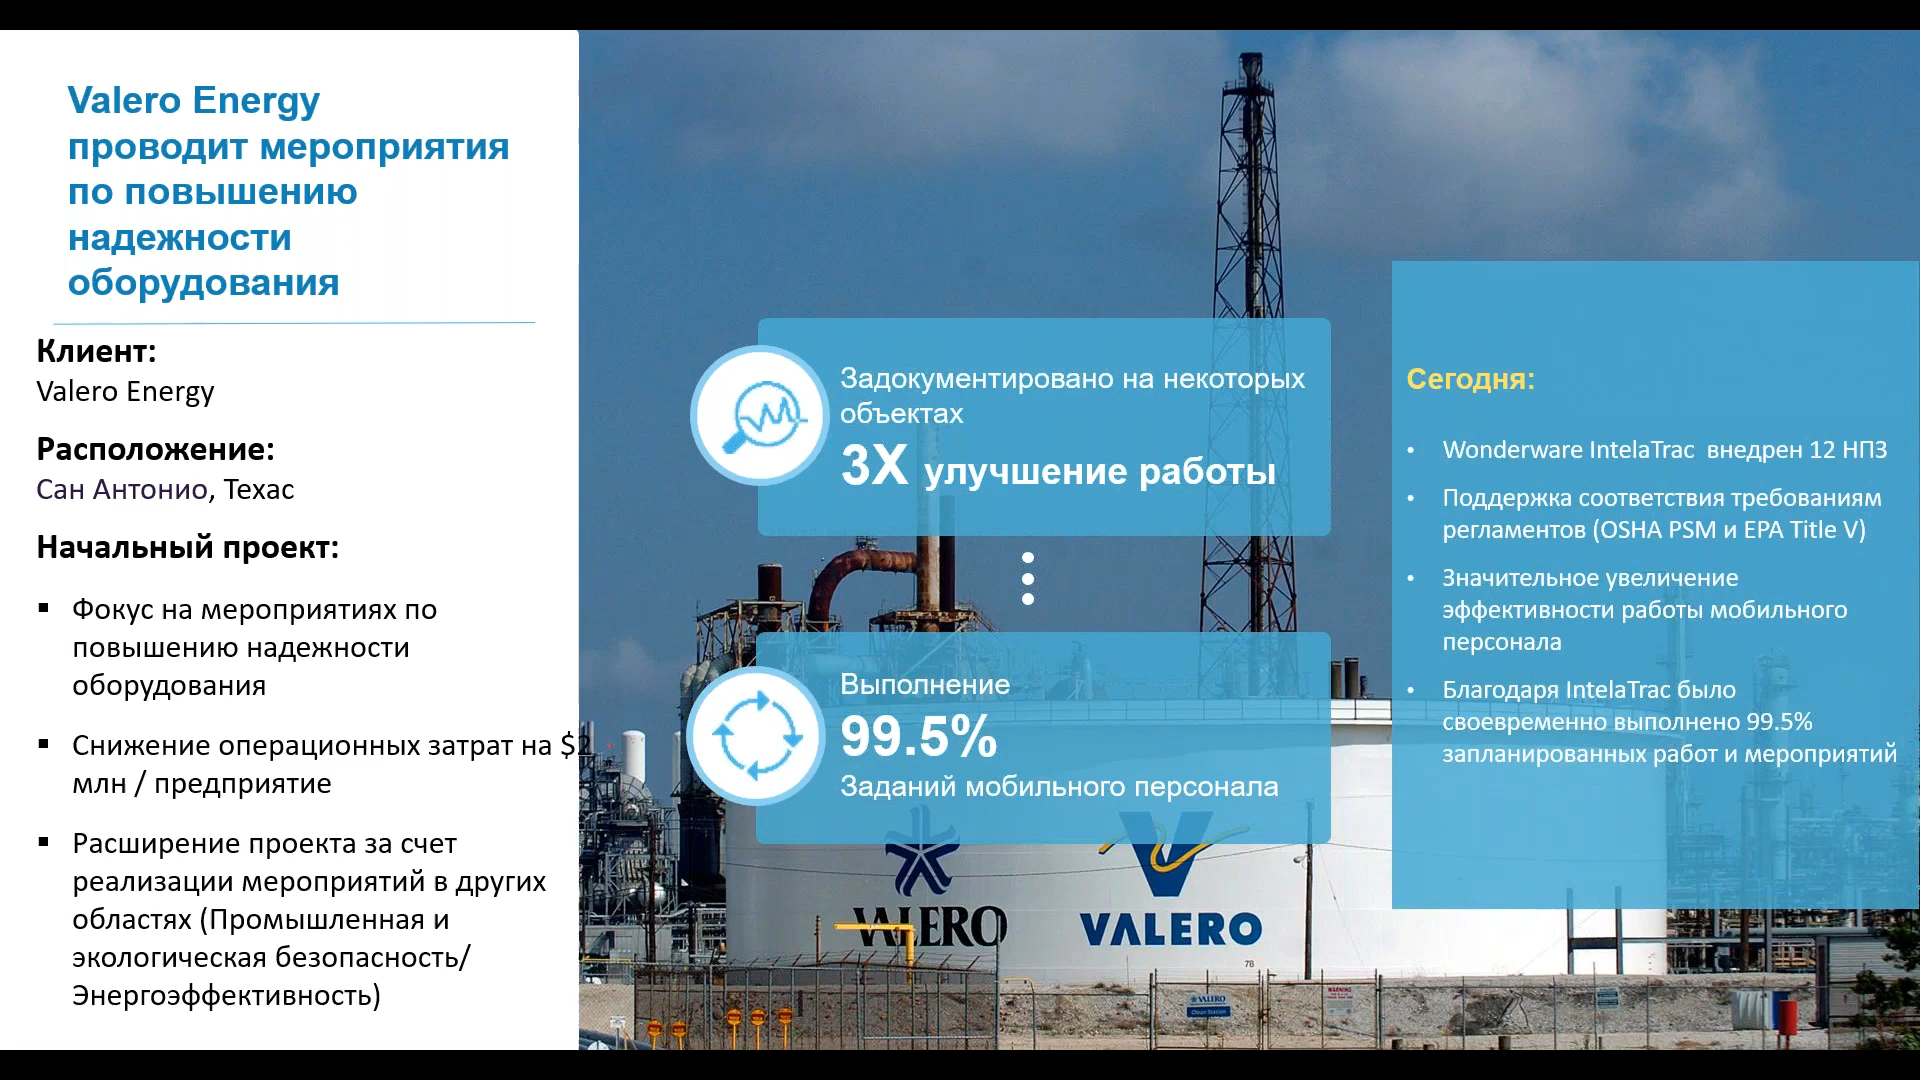 Valero Energy
проводит мероприятия
по повышению
надежности
оборудования
Клиент:
Valero Energy
Расположение:
Сан Антонио, Техас
Начальный проект:
▪ Фокус на мероприятиях по
повышению надежности
оборудования
▪ Снижение операционных затрат на $2
млн / предприятие
▪ Расширение проекта за счет
реализации мероприятий в других
областях (Промышленная и
экологическая безопасность/
Энергоэффективность)
Задокументировано на некоторых
объектах
3X улучшение работы
Выполнение
99.5%
Заданий мобильного персонала
Сегодня:
• Wonderware IntelaTrac внедрен 12 НПЗ
• Поддержка соответствия требованиям
регламентов (OSHA PSM и EPA Title V)
• Значительное увеличение
эффективности работы мобильного
персонала
• Благодаря IntelaTrac было
своевременно выполнено 99.5%
запланированных работ и мероприятий
VALERO
VALERO
78
VALERO
WARNING